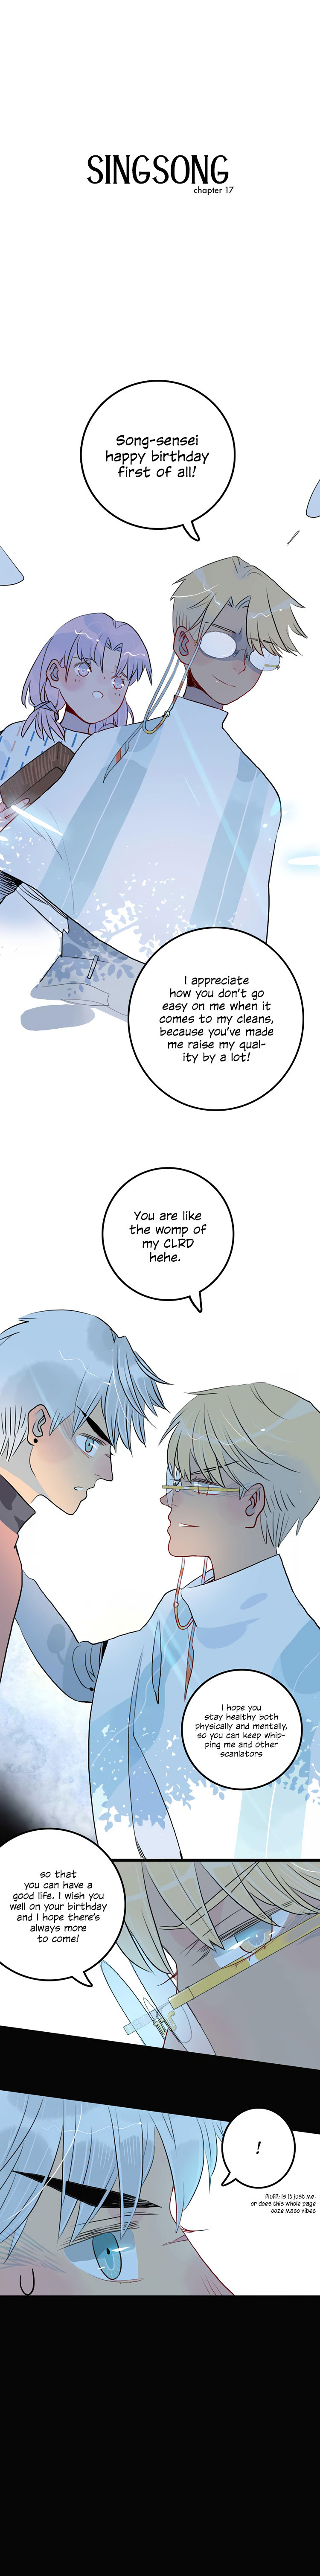 SINGSONG
chapter 17
Song-sensei
happy birthday
first of all!
I appreciate
how you don't go
easy on me when it
comes to my cleans,
because you've made
me raise my qual-
ity by a lot!
You are like
the womp of
my CLRD
hehe.
I hope you
stay healthy both
physically and mentally,
so you can keep whip-
ping me and other
scanlators
so that
you can have a
good life. I wish you
well on your birthday
and I hope there's
always more
to come!
!
is it just me,
or does this whole page
ooze maso vibes